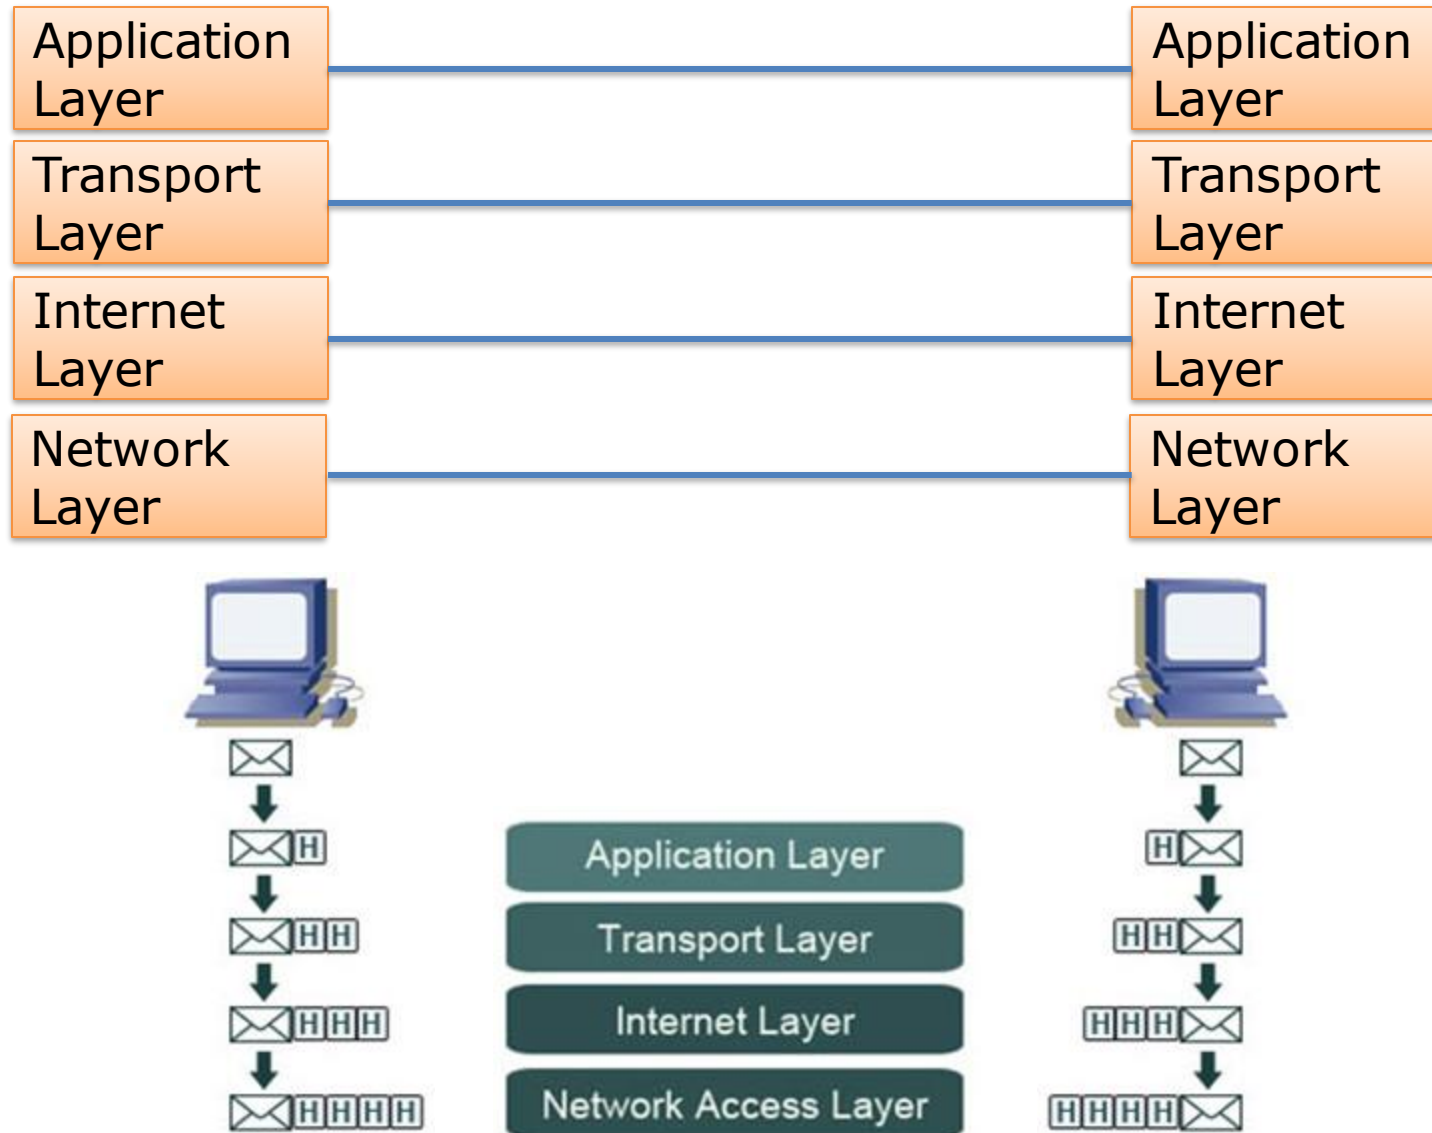 Application
Layer
Application
Layer
Transport
Layer
Transport
Layer
Internet
Layer
Internet
Layer
Network
Layer
Network
Layer
H
Application Layer
H
H H
Transport Layer
H H
H H H
Internet Layer
H H H
H H H H
Network Access Layer
H H H H